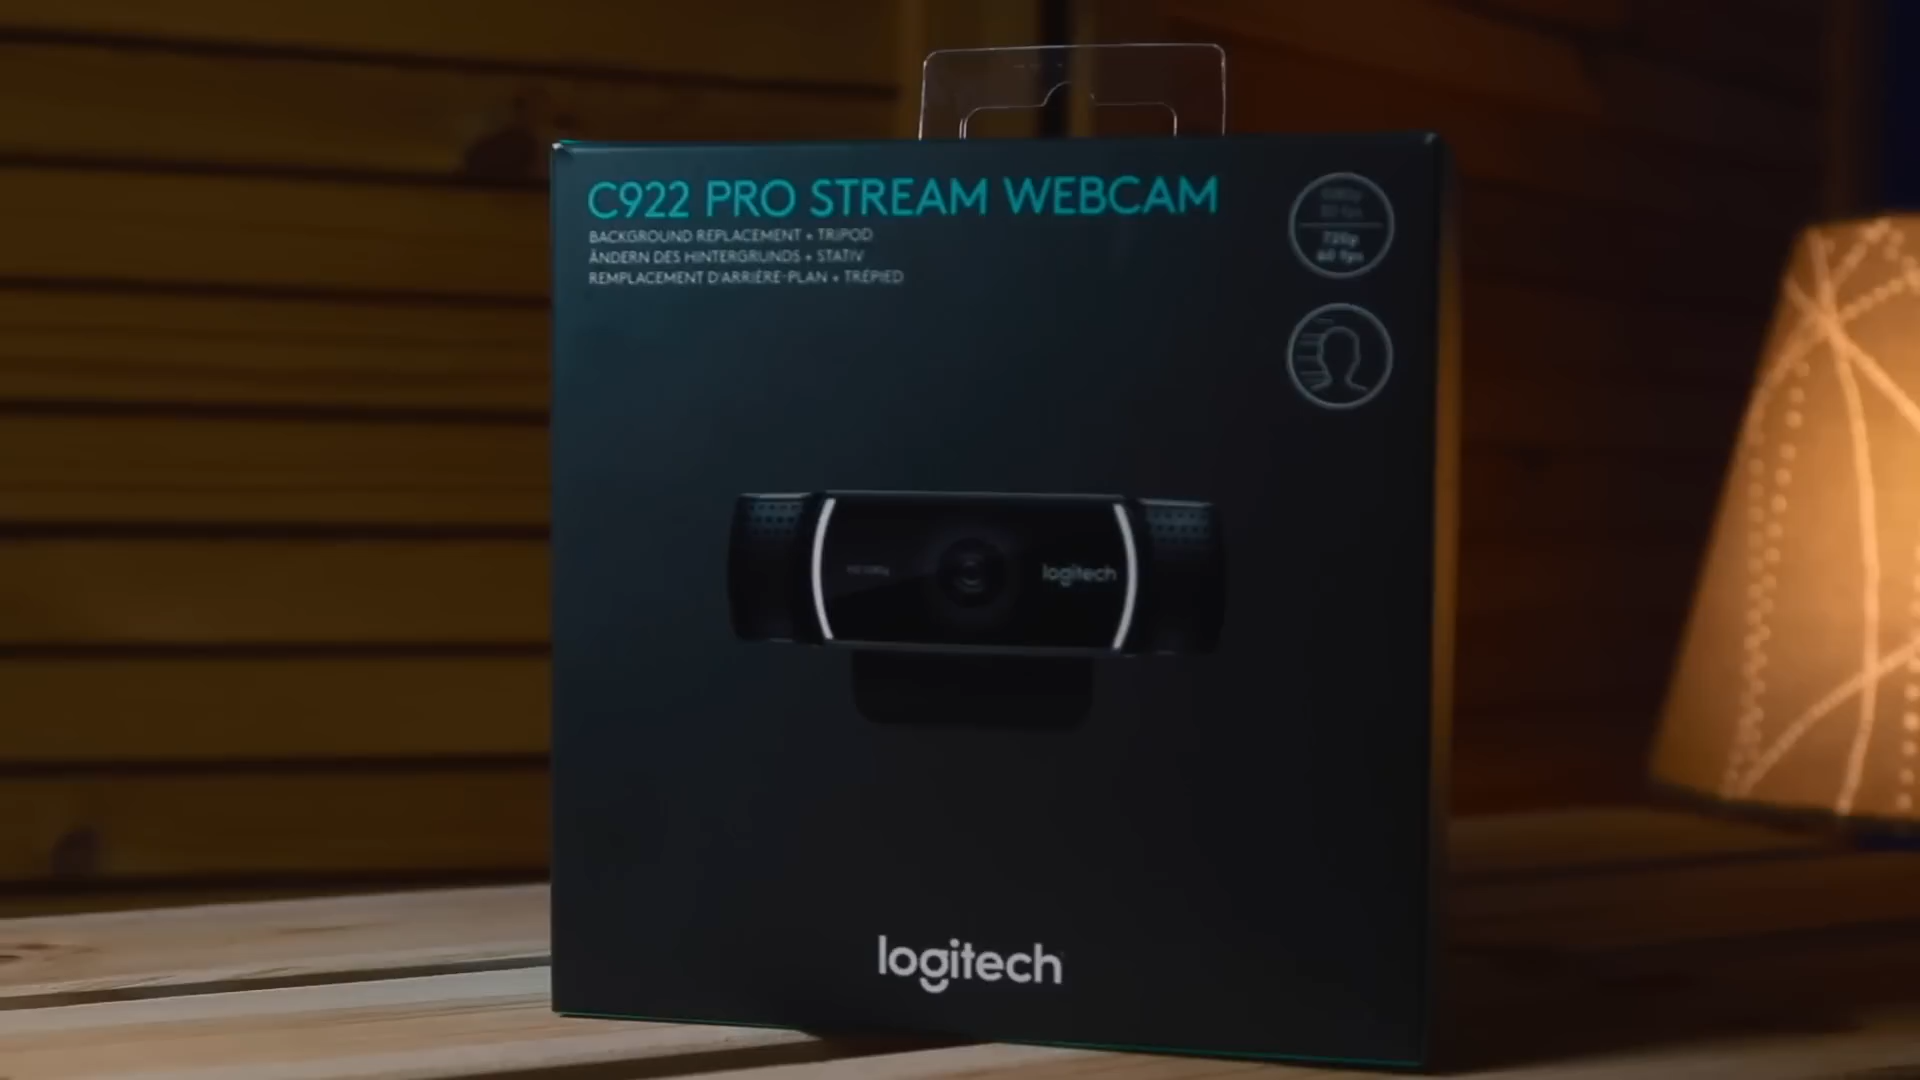 C922 PRO STREAM WEBCAM
BACKGROUND REPLACEMENT + TRIPOD
ÄNDERN DES HINTERGRUNDS + STATIV
REMPLACEMENT D'ARRIÈRE-PLAN + TRÉPIED
720p
60 fps
logitech
logitech